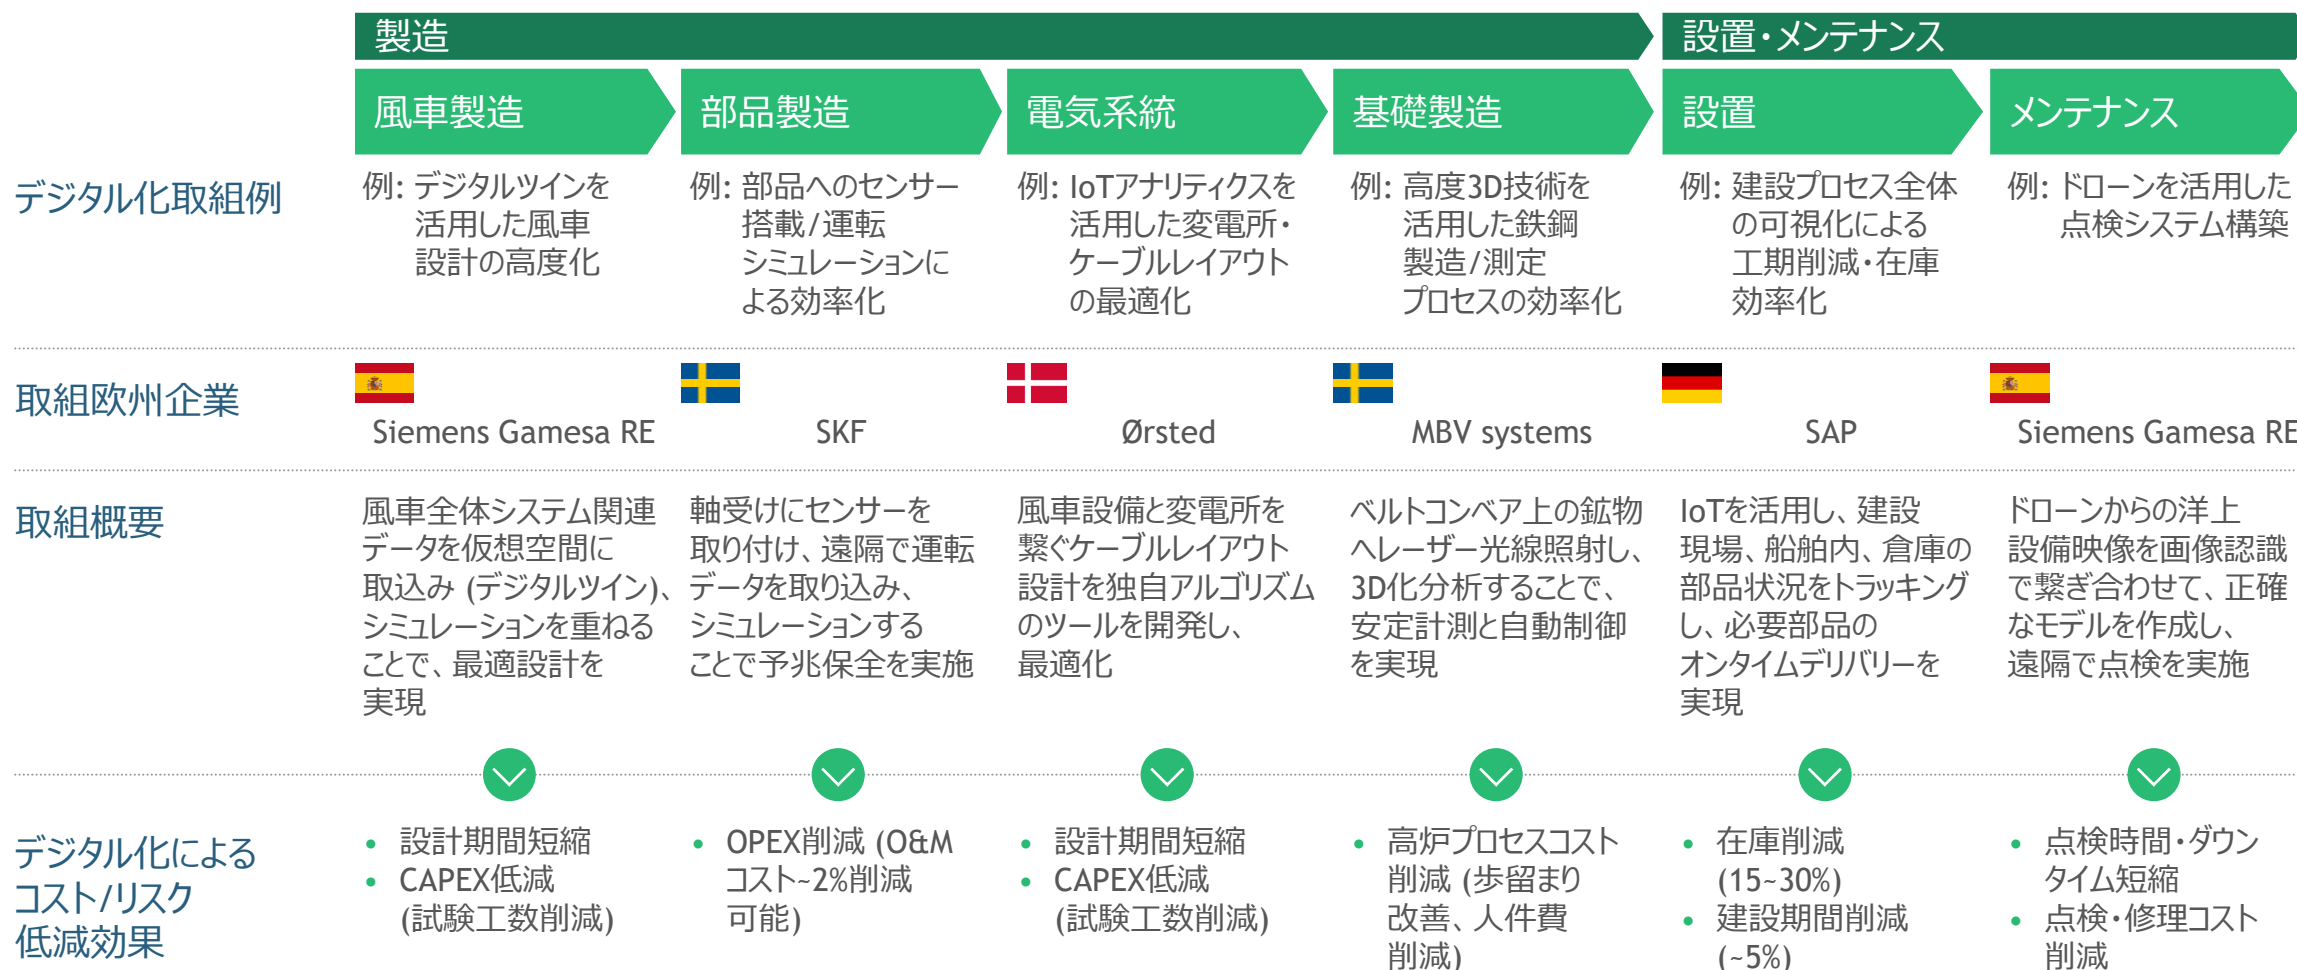 製造
設置・メンテナンス
風車製造
部品製造
電気系統
基礎製造
設置
メンテナンス
デジタル化取組例
例: デジタルツインを
活用した風車
設計の高度化
例: 部品へのセンサー
搭載/運転
シミュレーションに
よる効率化
例: IoTアナリティクスを
活用した変電所・
ケーブルレイアウト
の最適化
例: 高度3D技術を
活用した鉄鋼
製造/測定
プロセスの効率化
例: 建設プロセス全体
の可視化による
工期削減・在庫
効率化
例: ドローンを活用した
点検システム構築
取組欧州企業
Siemens Gamesa RE
SKF
Ørsted
MBV systems
SAP
Siemens Gamesa RE
取組概要
風車全体システム関連
データを仮想空間に
取込み (デジタルツイン)、
シミュレーションを重ねる
ことで、最適設計を
実現
軸受けにセンサーを
取り付け、遠隔で運転
データを取り込み、
シミュレーションする
ことで予兆保全を実施
風車設備と変電所を
繋ぐケーブルレイアウト
設計を独自アルゴリズム
のツールを開発し、
最適化
ベルトコンベア上の鉱物
へレーザー光線照射し、
3D化分析することで、
安定計測と自動制御
を実現
IoTを活用し、建設
現場、船舶内、倉庫の
部品状況をトラッキング
し、必要部品の
オンタイムデリバリーを
実現
ドローンからの洋上
設備映像を画像認識
で繋ぎ合わせて、正確
なモデルを作成し、
遠隔で点検を実施
デジタル化による
コスト/リスク
低減効果
• 設計期間短縮
• CAPEX低減
(試験工数削減)
• OPEX削減 (O&M
コスト~2%削減
可能)
• 設計期間短縮
• CAPEX低減
(試験工数削減)
• 高炉プロセスコスト
削減 (歩留まり
改善、人件費
削減)
• 在庫削減
(15~30%)
• 建設期間削減
(~5%)
• 点検時間・ダウン
タイム短縮
• 点検・修理コスト
削減